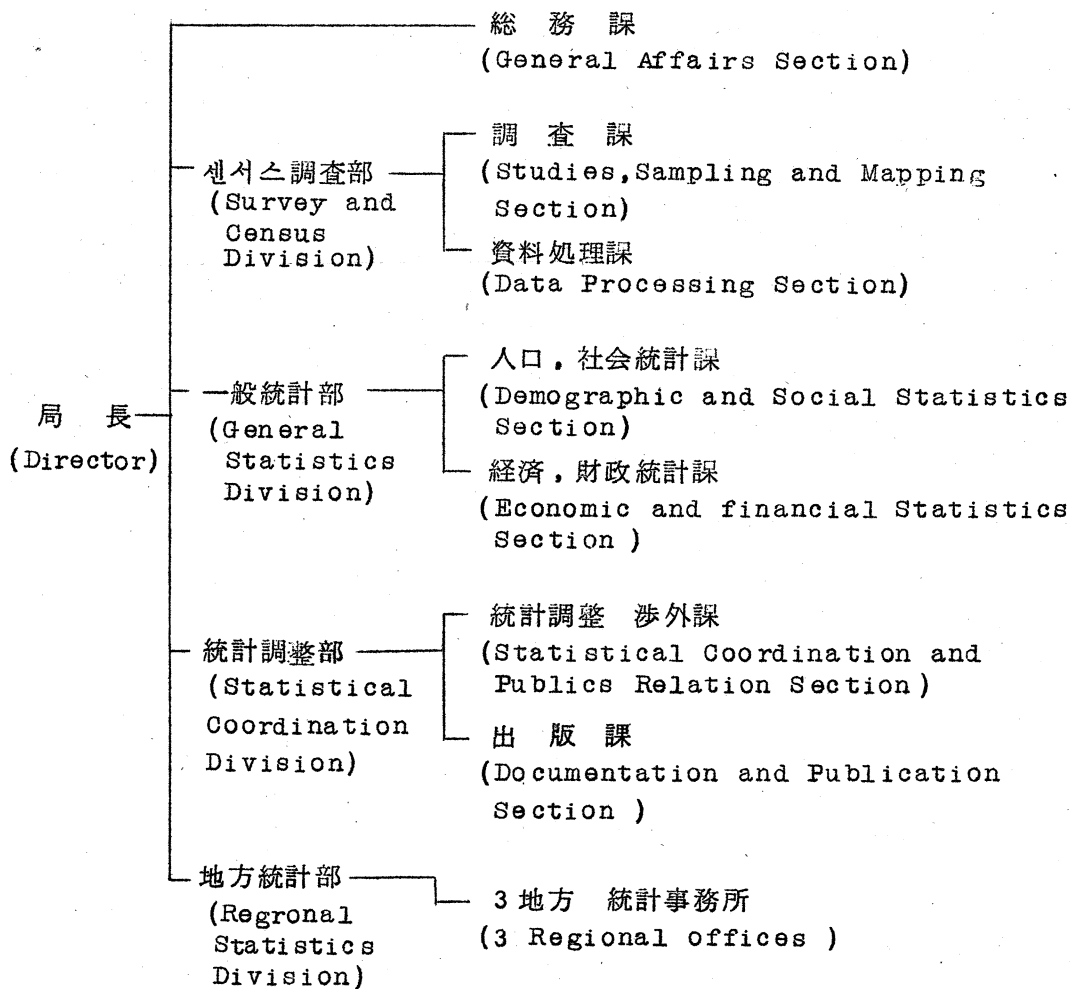 総務課
(General Affairs Section)
調査課
(Studies,Sampling and Mapping
Section)
센서스調査部
(Survey and
Census
Division)
資料処理課
(Data Processing Section)
人口,社会統計課
(Demographic and Social Statistics
Section)
一般統計部
(General
Statistics
Division)
局長
(Director)
経済,財政統計課
(Economic and financial Statistics
Section )
統計調整 渉外課
(Statistical Coordination and
Publics Relation Section)
統計調整部
(Statistical
Coordination
Division)
出版課
(Documentation and Publication
Section )
地方統計部
(Regronal
Statistics
Division)
3地方 統計事務所
(3 Regional offices )